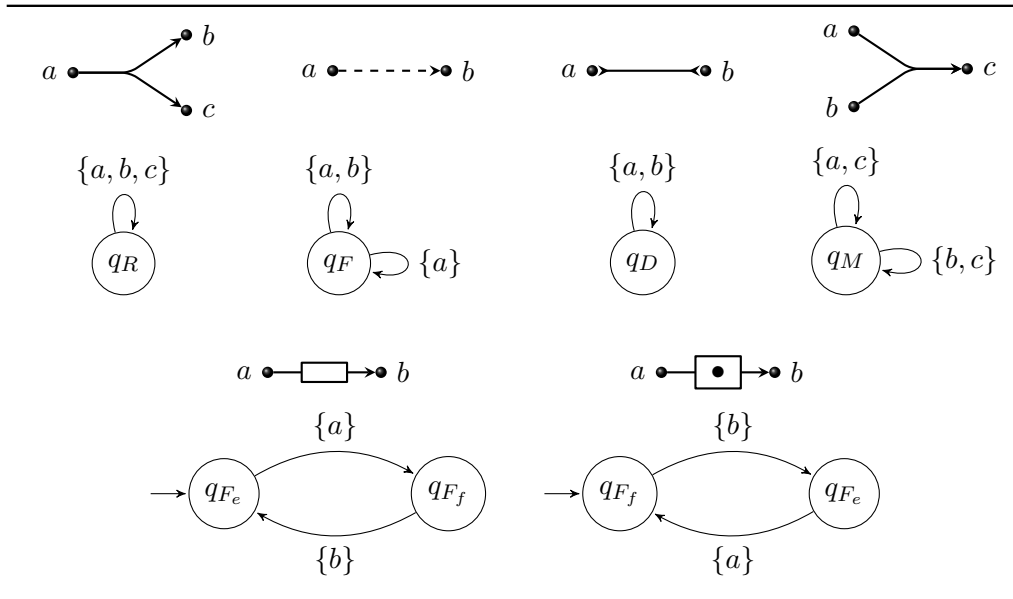 a b c a b a b a b c
{a, b, c} {a, b} {a, b} {a, c}
q_R q_F {a} q_D q_M {b, c}
a b a b
{a} {b}
q_{F_e} q_{F_f} q_{F_f} q_{F_e}
{b} {a}